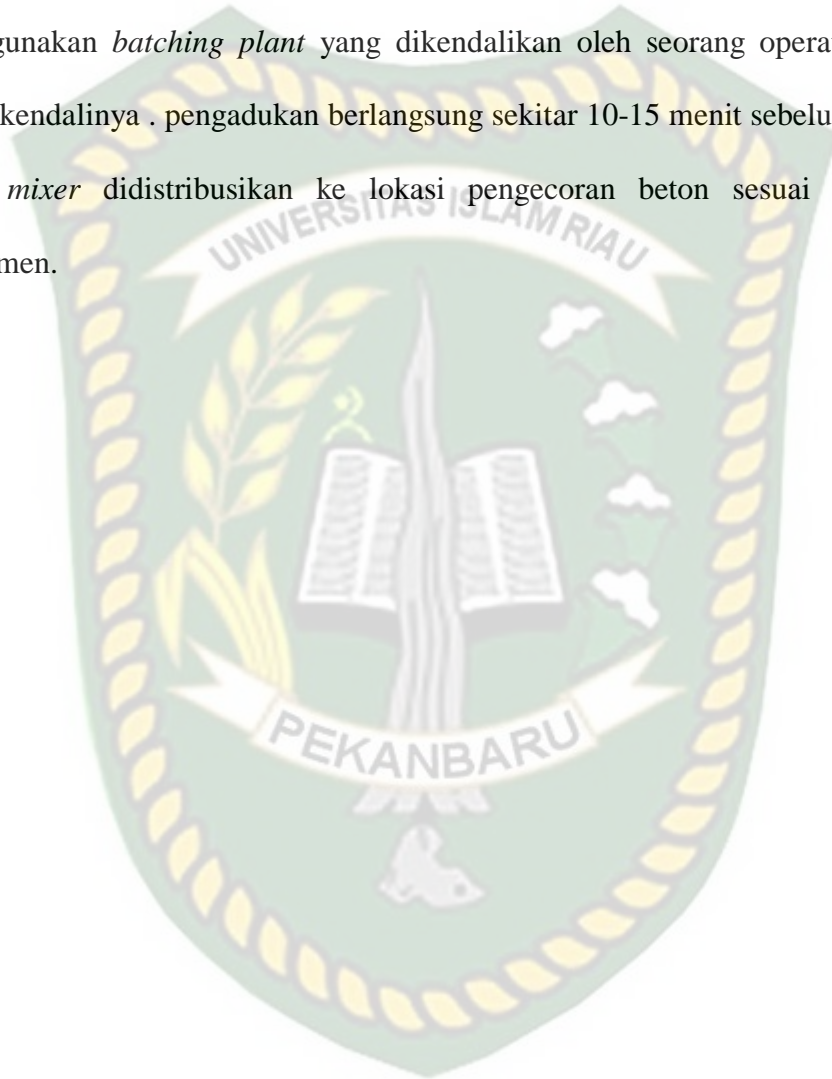 gunakan batching plant yang dikendalikan oleh seorang opera
kendalinya . pengadukan berlangsung sekitar 10-15 menit sebelu
mixer didistribusikan ke lokasi pengecoran beton sesuai
men.
UNIVERSITAS ISLAM RIAU
PEKANBARU